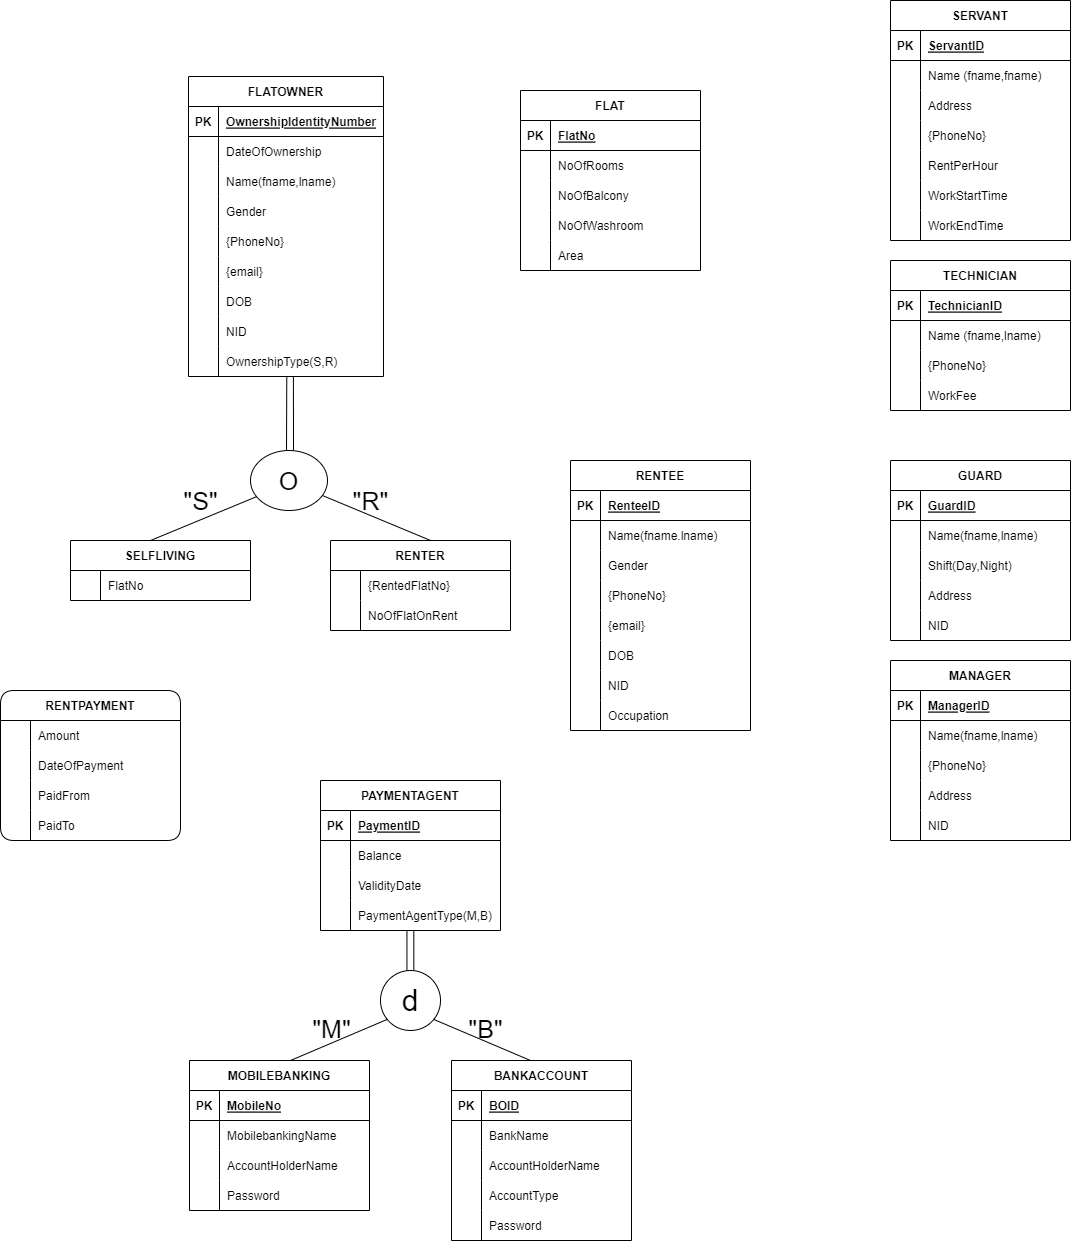 FLATOWNER
PK OwnershipIdentityNumber
DateOfOwnership
Name(fname,lname)
Gender
{PhoneNo}
{email}
DOB
NID
OwnershipType(S,R)
O
"S"
"R"
SELFLIVING
FlatNo
RENTER
{RentedFlatNo}
NoOfFlatOnRent
FLAT
PK FlatNo
NoOfRooms
NoOfBalcony
NoOfWashroom
Area
SERVANT
PK ServantID
Name (fname,fname)
Address
{PhoneNo}
RentPerHour
WorkStartTime
WorkEndTime
TECHNICIAN
PK TechnicianID
Name (fname,lname)
{PhoneNo}
WorkFee
RENTEE
PK RenteeID
Name(fname.lname)
Gender
{PhoneNo}
{email}
DOB
NID
Occupation
GUARD
PK GuardID
Name(fname,lname)
Shift(Day,Night)
Address
NID
MANAGER
PK ManagerID
Name(fname,lname)
{PhoneNo}
Address
NID
RENTPAYMENT
Amount
DateOfPayment
PaidFrom
PaidTo
PAYMENTAGENT
PK PaymentID
Balance
ValidityDate
PaymentAgentType(M,B)
d
"M"
"B"
MOBILEBANKING
PK MobileNo
MobilebankingName
AccountHolderName
Password
BANKACCOUNT
PK BOID
BankName
AccountHolderName
AccountType
Password